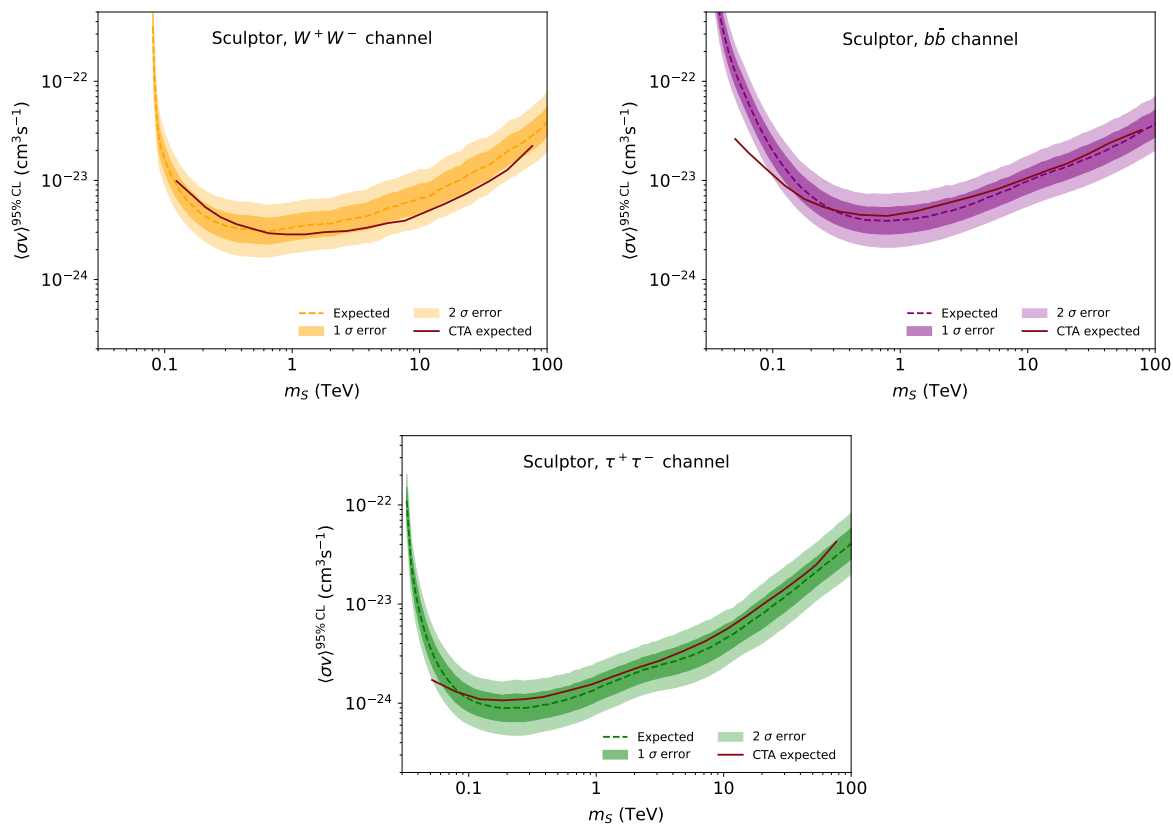 Sculptor, W⁺W⁻ channel
⟨σv⟩⁹⁵% ᶜᴸ (cm³s⁻¹)
10⁻²²
10⁻²³
10⁻²⁴
Expected
1 σ error
2 σ error
CTA expected
0.1 1 10 100
m_S (TeV)
Sculptor, bb̄ channel
⟨σv⟩⁹⁵% ᶜᴸ (cm³s⁻¹)
10⁻²²
10⁻²³
10⁻²⁴
Expected
1 σ error
2 σ error
CTA expected
0.1 1 10 100
m_S (TeV)
Sculptor, τ⁺τ⁻ channel
⟨σv⟩⁹⁵% ᶜᴸ (cm³s⁻¹)
10⁻²²
10⁻²³
10⁻²⁴
Expected
1 σ error
2 σ error
CTA expected
0.1 1 10 100
m_S (TeV)